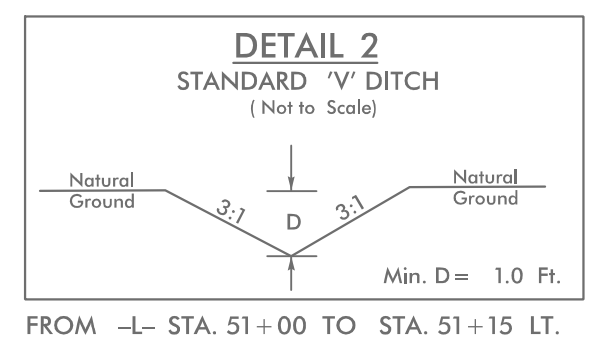 DETAIL 2
STANDARD 'V' DITCH
( Not to Scale)
Natural
Ground
3:1
D
3:1
Natural
Ground
Min. D = 1.0 Ft.
FROM –L– STA. 51+00 TO STA. 51+15 LT.